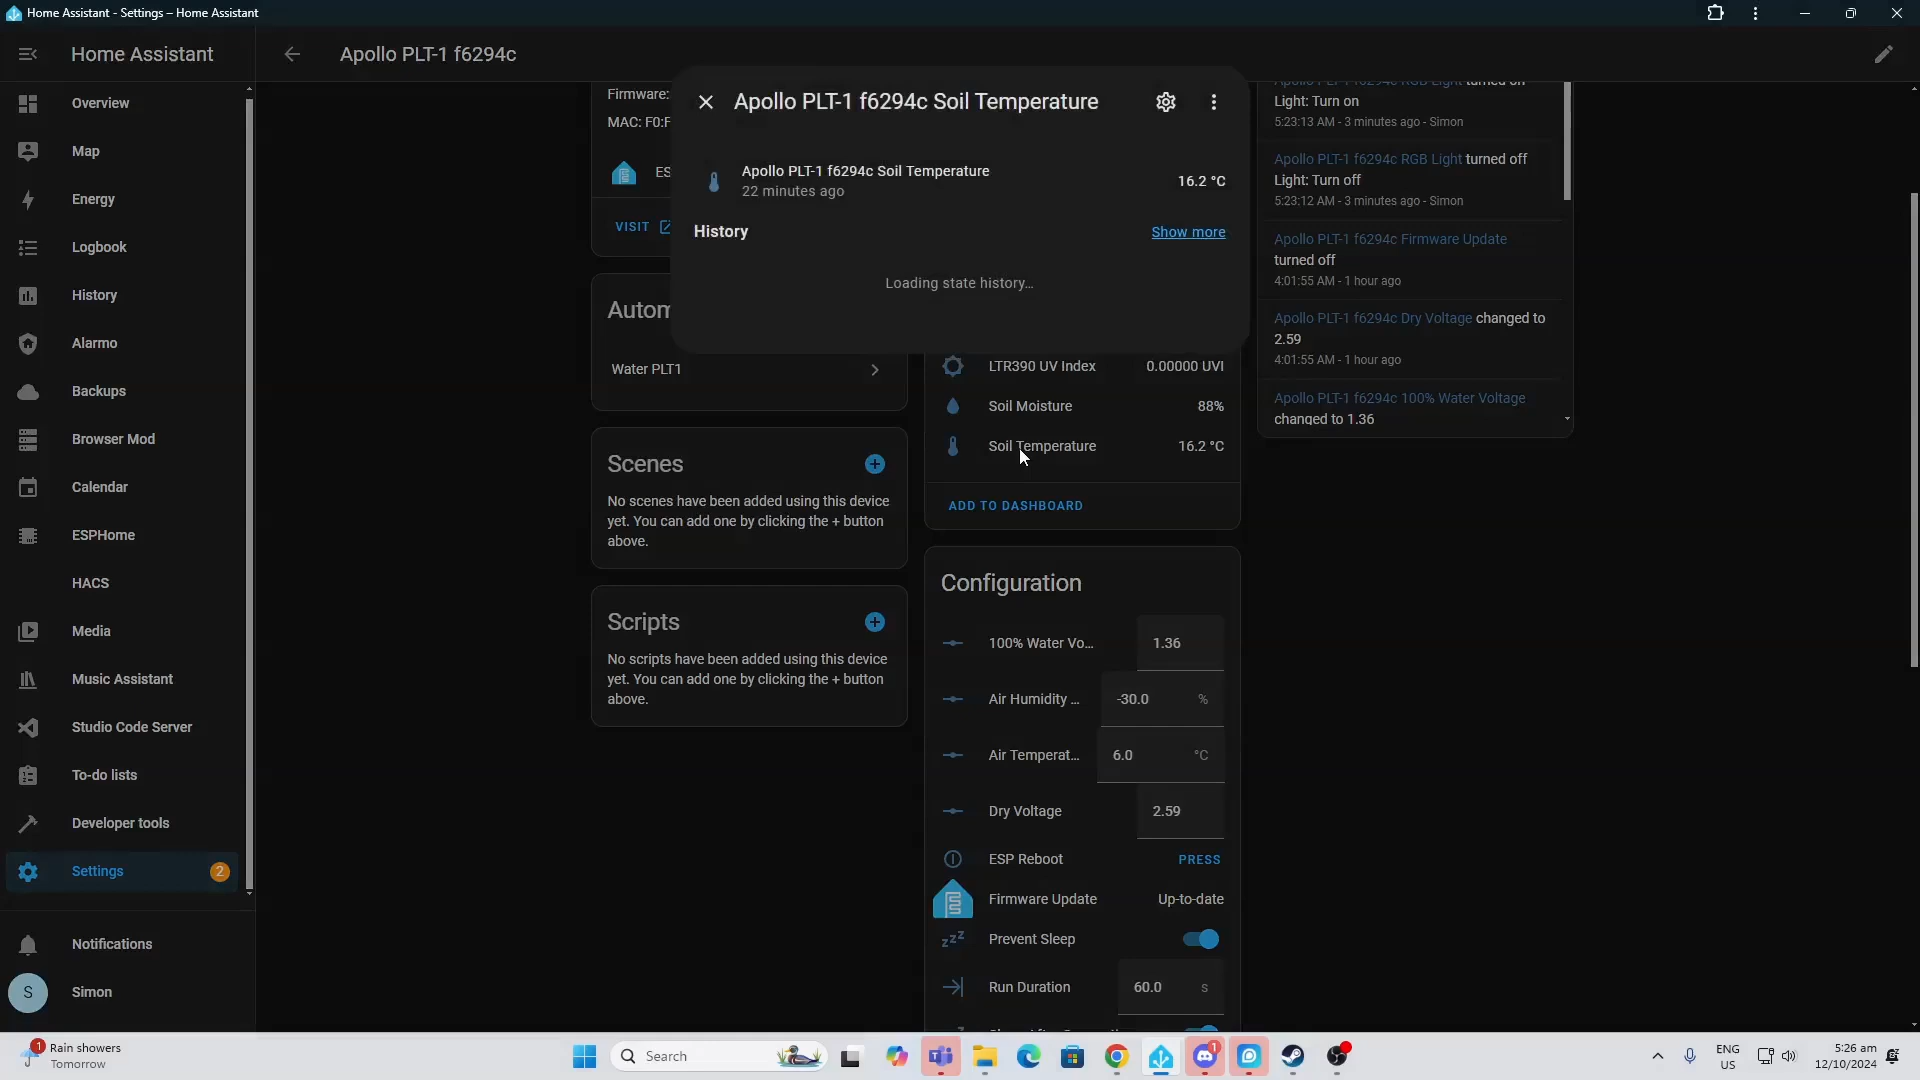 Home Assistant - Settings – Home Assistant
Home Assistant
Apollo PLT-1 f6294c
Overview
Map
Energy
Logbook
History
Alarmo
Backups
Browser Mod
Calendar
ESPHome
HACS
Media
Music Assistant
Studio Code Server
To-do lists
Developer tools
Settings
2
Notifications
S
Simon
Firmware:
MAC: F0:F
ES
VISIT
Autom
Water PLT1
Scenes
No scenes have been added using this device
yet. You can add one by clicking the + button
above.
Scripts
No scripts have been added using this device
yet. You can add one by clicking the + button
above.
Apollo PLT-1 f6294c Soil Temperature
Apollo PLT-1 f6294c Soil Temperature
22 minutes ago
16.2 °C
History
Show more
Loading state history...
LTR390 UV Index
0.00000 UVI
Soil Moisture
88%
Soil Temperature
16.2 °C
ADD TO DASHBOARD
Configuration
100% Water Vo...
1.36
Air Humidity ...
-30.0
%
Air Temperat...
6.0
°C
Dry Voltage
2.59
ESP Reboot
PRESS
Firmware Update
Up-to-date
Prevent Sleep
Run Duration
60.0
s
Apollo PLT-1 f6294c RGB Light turned on
Light: Turn on
5:23:13 AM - 3 minutes ago - Simon
Apollo PLT-1 f6294c RGB Light turned off
Light: Turn off
5:23:12 AM - 3 minutes ago - Simon
Apollo PLT-1 f6294c Firmware Update
turned off
4:01:55 AM - 1 hour ago
Apollo PLT-1 f6294c Dry Voltage changed to
2.59
4:01:55 AM - 1 hour ago
Apollo PLT-1 f6294c 100% Water Voltage
changed to 1.36
1
Rain showers
Tomorrow
Search
1
ENG
US
5:26 am
12/10/2024